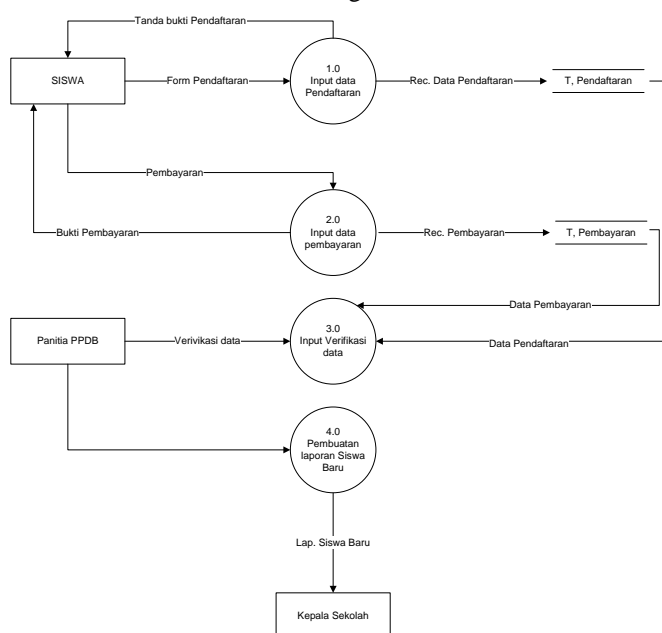 Tanda bukti Pendaftaran
SISWA
Form Pendaftaran
1.0
Input data
Pendaftaran
Rec. Data Pendaftaran
T, Pendaftaran
Pembayaran
Bukti Pembayaran
2.0
Input data
pembayaran
Rec. Pembayaran
T, Pembayaran
Data Pembayaran
Panitia PPDB
Verivikasi data
3.0
Input Verifikasi
data
Data Pendaftaran
4.0
Pembuatan
laporan Siswa
Baru
Lap. Siswa Baru
Kepala Sekolah